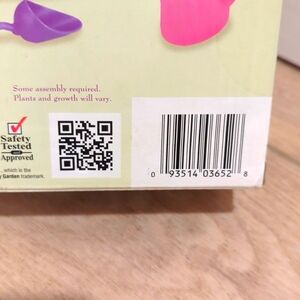 Some assembly required.
Plants and growth will vary.
Safety
Tested
and
Approved
, which is the
Garden trademark.
0 93514 03652 8